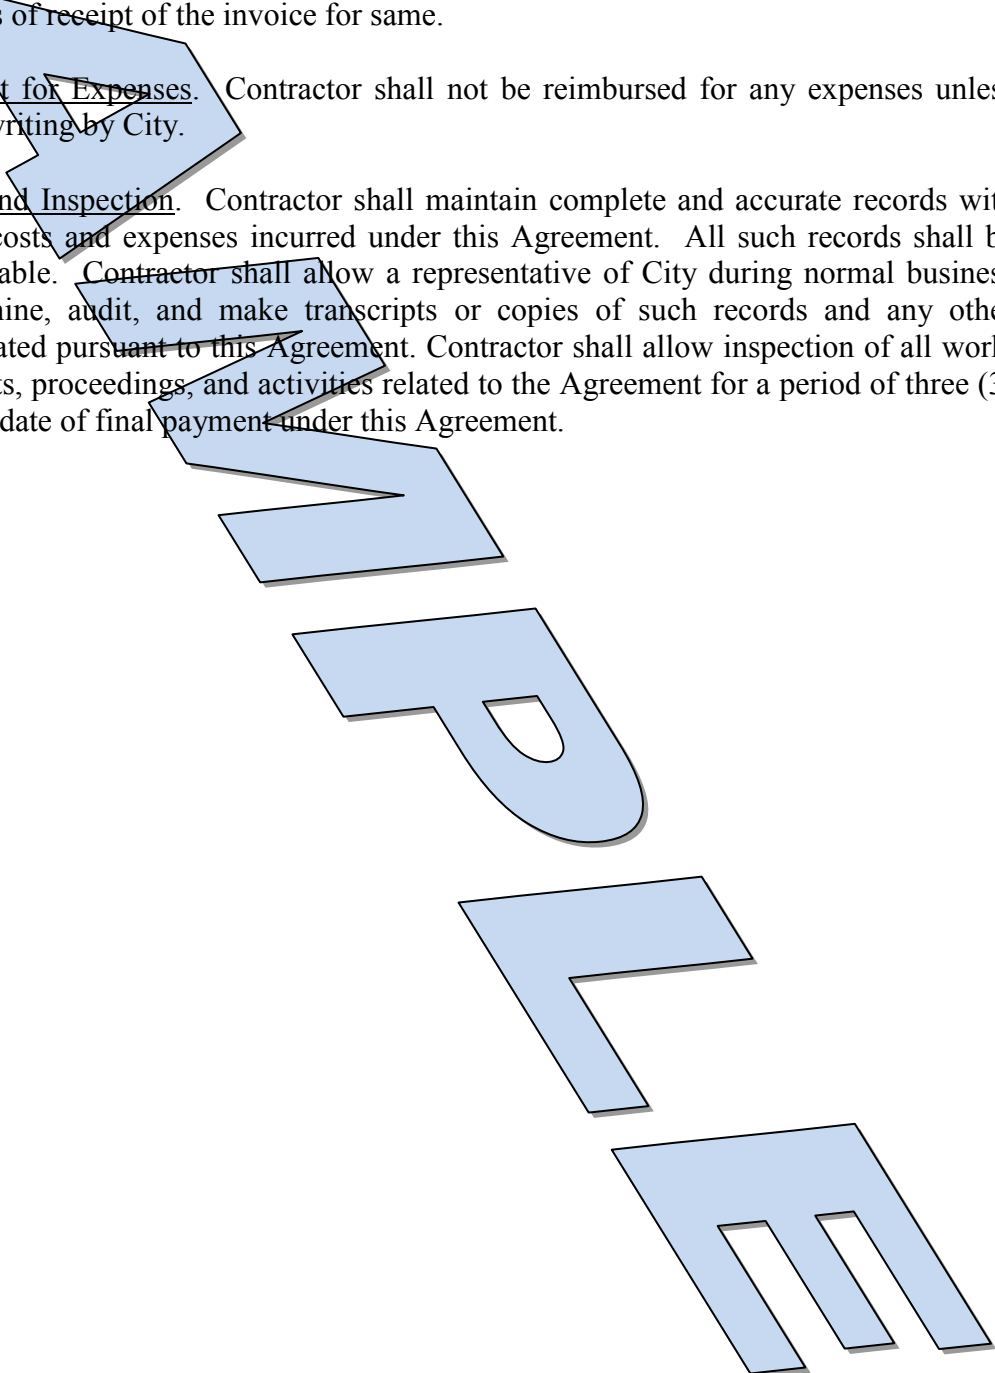 s of receipt of the invoice for same.
t for Expenses. Contractor shall not be reimbursed for any expenses unles
writing by City.
nd Inspection. Contractor shall maintain complete and accurate records wit
costs and expenses incurred under this Agreement. All such records shall b
able. Contractor shall allow a representative of City during normal busines
ine, audit, and make transcripts or copies of such records and any othe
ated pursuant to this Agreement. Contractor shall allow inspection of all work
ts, proceedings, and activities related to the Agreement for a period of three (3
date of final payment under this Agreement.
AMPLE